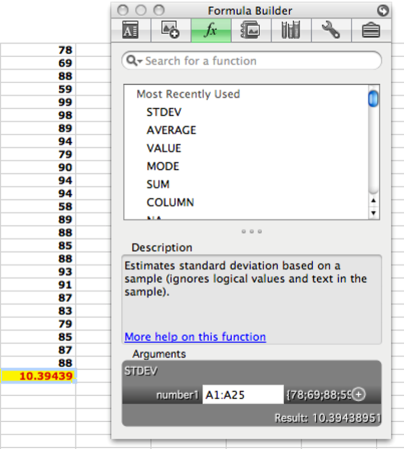 Formula Builder
fx
Search for a function
Most Recently Used
STDEV
AVERAGE
VALUE
MODE
SUM
COLUMN
Description
Estimates standard deviation based on a
sample (ignores logical values and text in the
sample).
More help on this function
Arguments
STDEV
number1 A1:A25 {78;69;88;59
Result: 10.39438951
78
69
88
59
99
98
89
94
79
90
94
94
58
89
88
85
88
93
91
87
83
79
85
87
88
10.39439